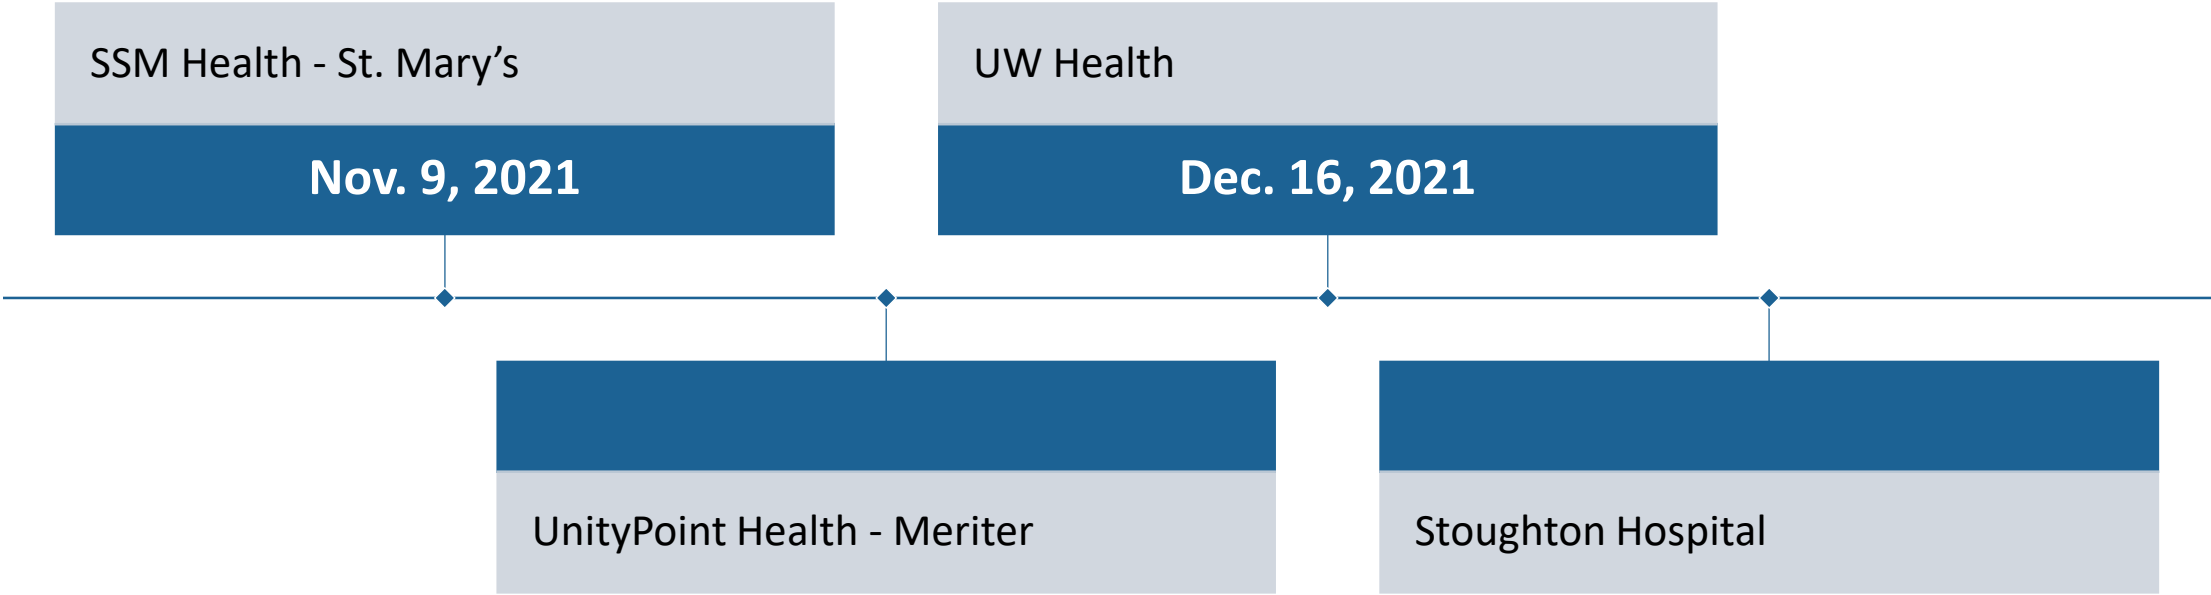 SSM Health - St. Mary’s
Nov. 9, 2021
UW Health
Dec. 16, 2021
UnityPoint Health - Meriter
Stoughton Hospital